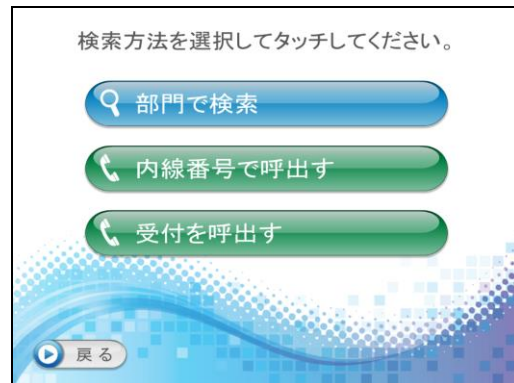 検索方法を選択してタッチしてください。
部門で検索
内線番号で呼出す
受付を呼出す
戻る